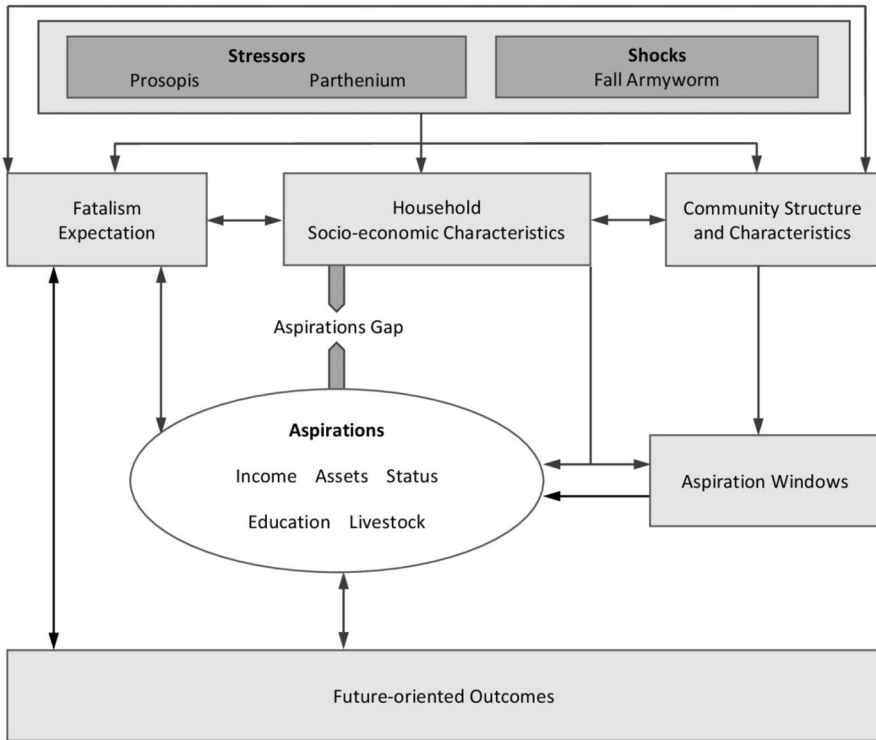 Stressors
Prosopis Parthenium
Shocks
Fall Armyworm
Fatalism
Expectation
Household
Socio-economic Characteristics
Community Structure
and Characteristics
Aspirations Gap
Aspirations
Income Assets Status
Education Livestock
Aspiration Windows
Future-oriented Outcomes